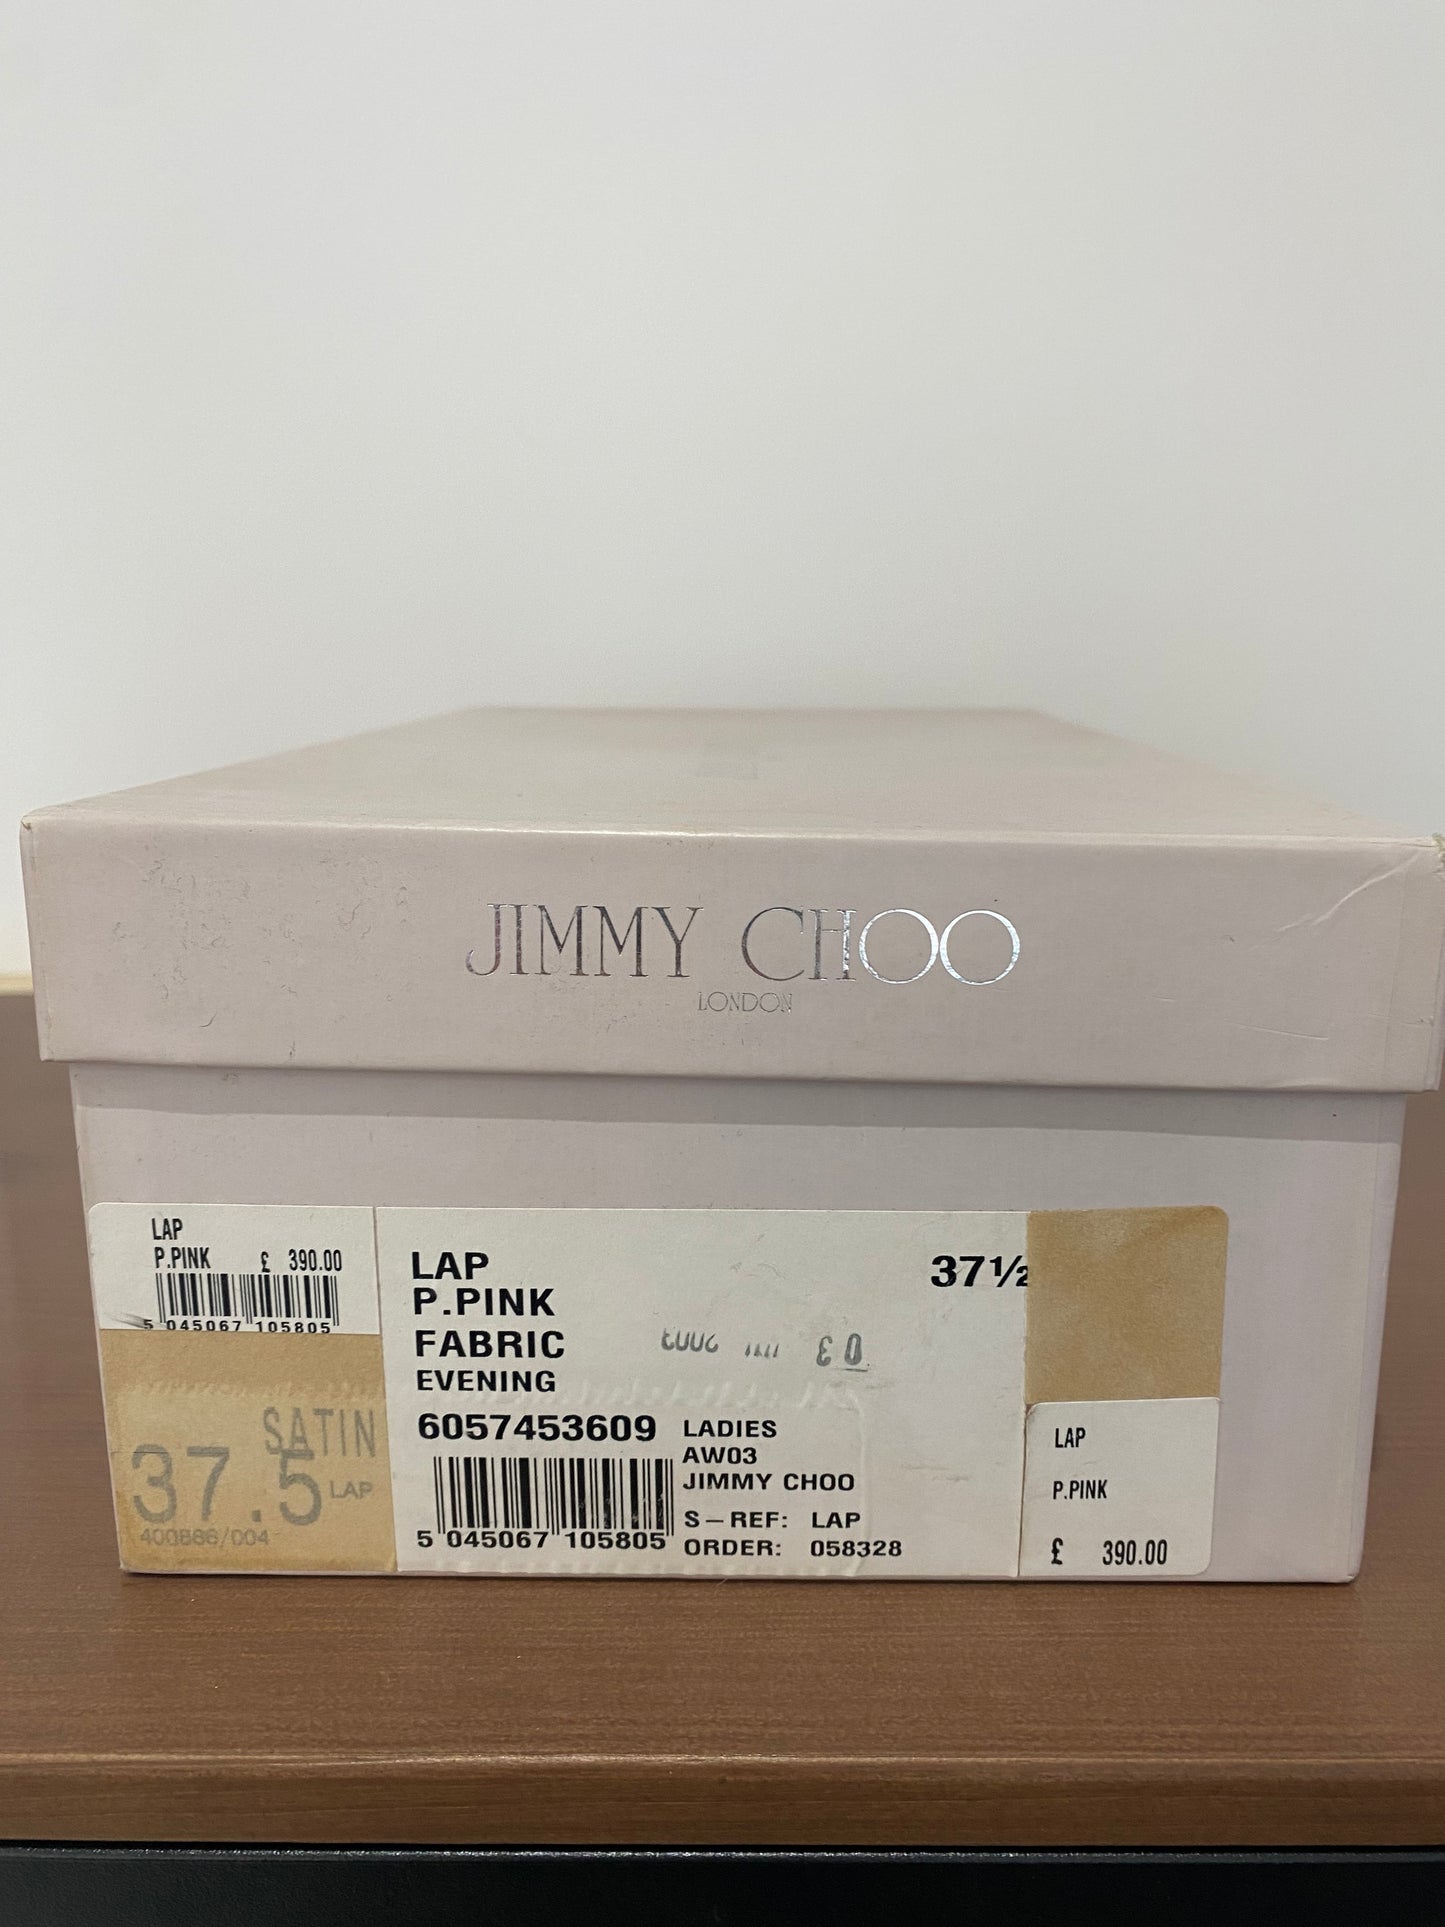 JIMMY CHOO
LONDON
LAP
P.PINK £ 390.00
5 045067 105805
SATIN
37.5 LAP
400886/004
LAP 37½
P.PINK
FABRIC
EVENING
6057453609
5 045067 105805
LADIES
AW03
JIMMY CHOO
S-REF: LAP
ORDER: 058328
LAP
P.PINK
£ 390.00